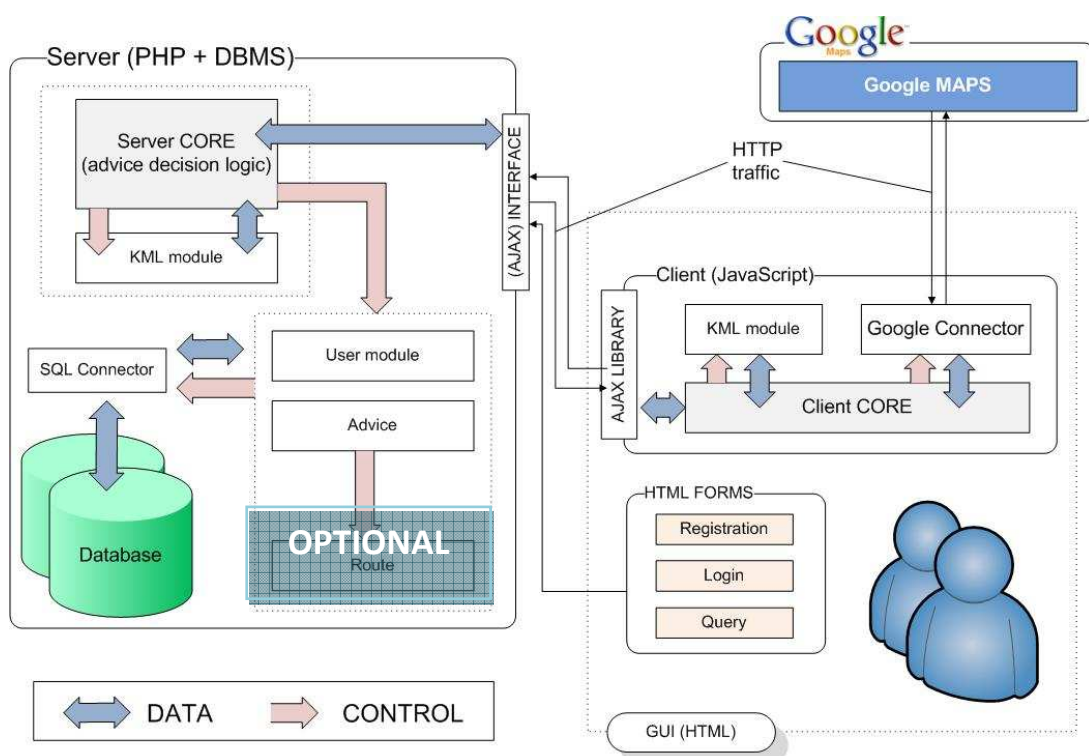 Server (PHP + DBMS)
Server CORE
(advice decision logic)
KML module
(AJAX) INTERFACE
SQL Connector
User module
Advice
OPTIONAL
Route
Database
DATA
CONTROL
Google
Maps
Google MAPS
HTTP
traffic
Client (JavaScript)
AJAX LIBRARY
KML module
Google Connector
Client CORE
HTML FORMS
Registration
Login
Query
GUI (HTML)